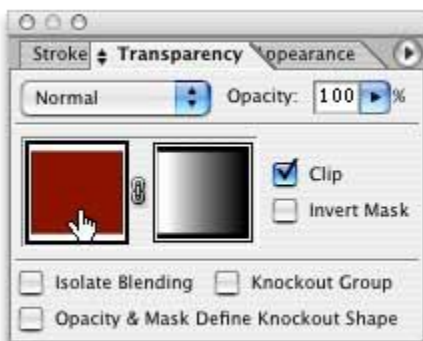 Stroke Transparency ppearance
Normal Opacity: 100 %
Clip
Invert Mask
Isolate Blending Knockout Group
Opacity & Mask Define Knockout Shape